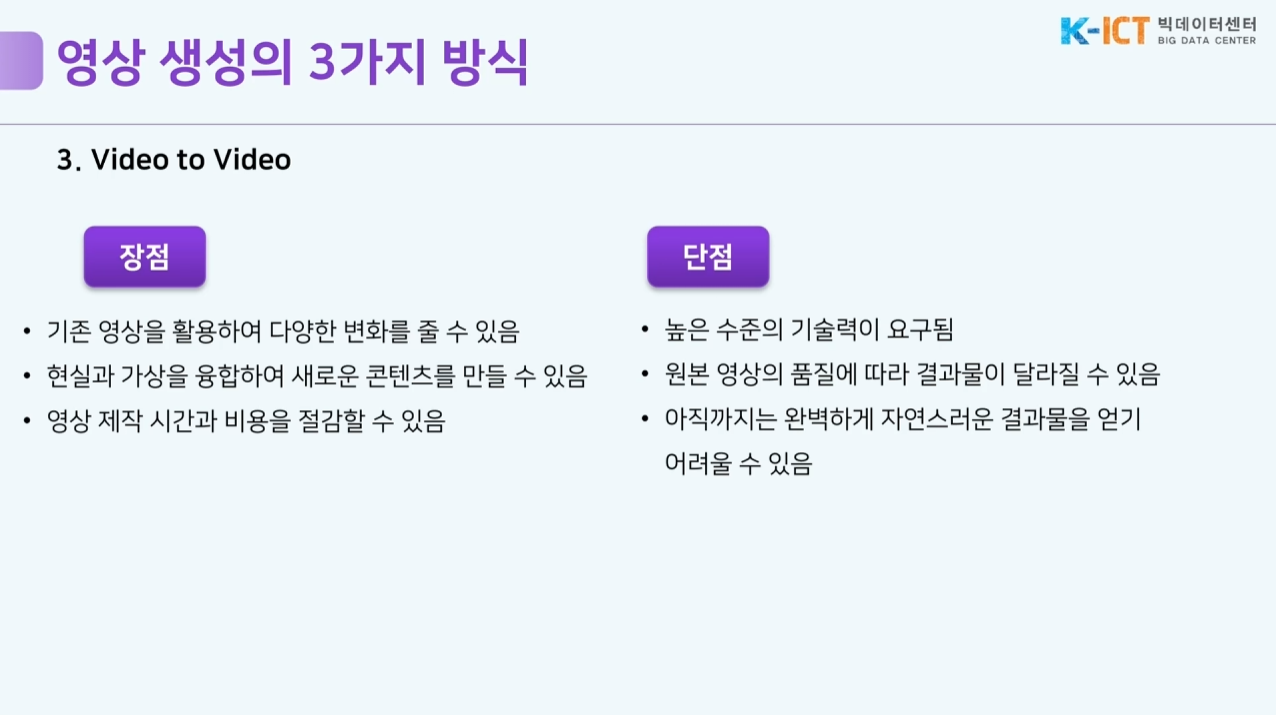 영상 생성의 3가지 방식
K-ICT 빅데이터센터
BIG DATA CENTER
3. Video to Video
장점
• 기존 영상을 활용하여 다양한 변화를 줄 수 있음
• 현실과 가상을 융합하여 새로운 콘텐츠를 만들 수 있음
• 영상 제작 시간과 비용을 절감할 수 있음
단점
• 높은 수준의 기술력이 요구됨
• 원본 영상의 품질에 따라 결과물이 달라질 수 있음
• 아직까지는 완벽하게 자연스러운 결과물을 얻기
어려울 수 있음